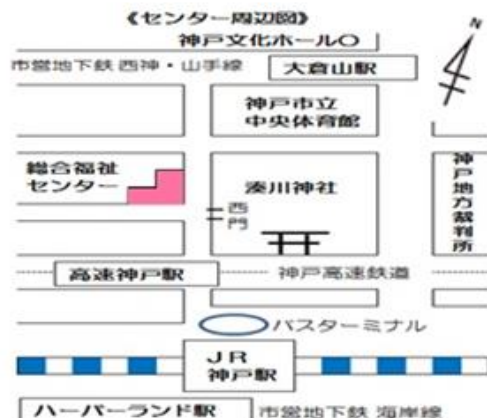 《センター周辺図》
神戸文化ホール○
N
市営地下鉄 西神・山手線
大倉山駅
神戸市立
中央体育館
総合福祉
センター
湊川神社
神戸地方裁判所
西門
高速神戸駅
神戸高速鉄道
バスターミナル
JR
神戸駅
ハーバーランド駅
市営地下鉄 海岸線